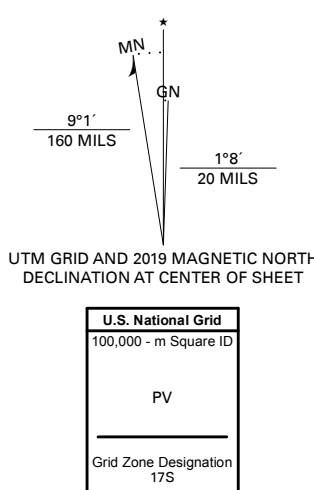 ★
MN
GN
9°1´
160 MILS
1°8´
20 MILS
UTM GRID AND 2019 MAGNETIC NORTH
DECLINATION AT CENTER OF SHEET
U.S. National Grid
100,000 - m Square ID
PV
Grid Zone Designation
17S